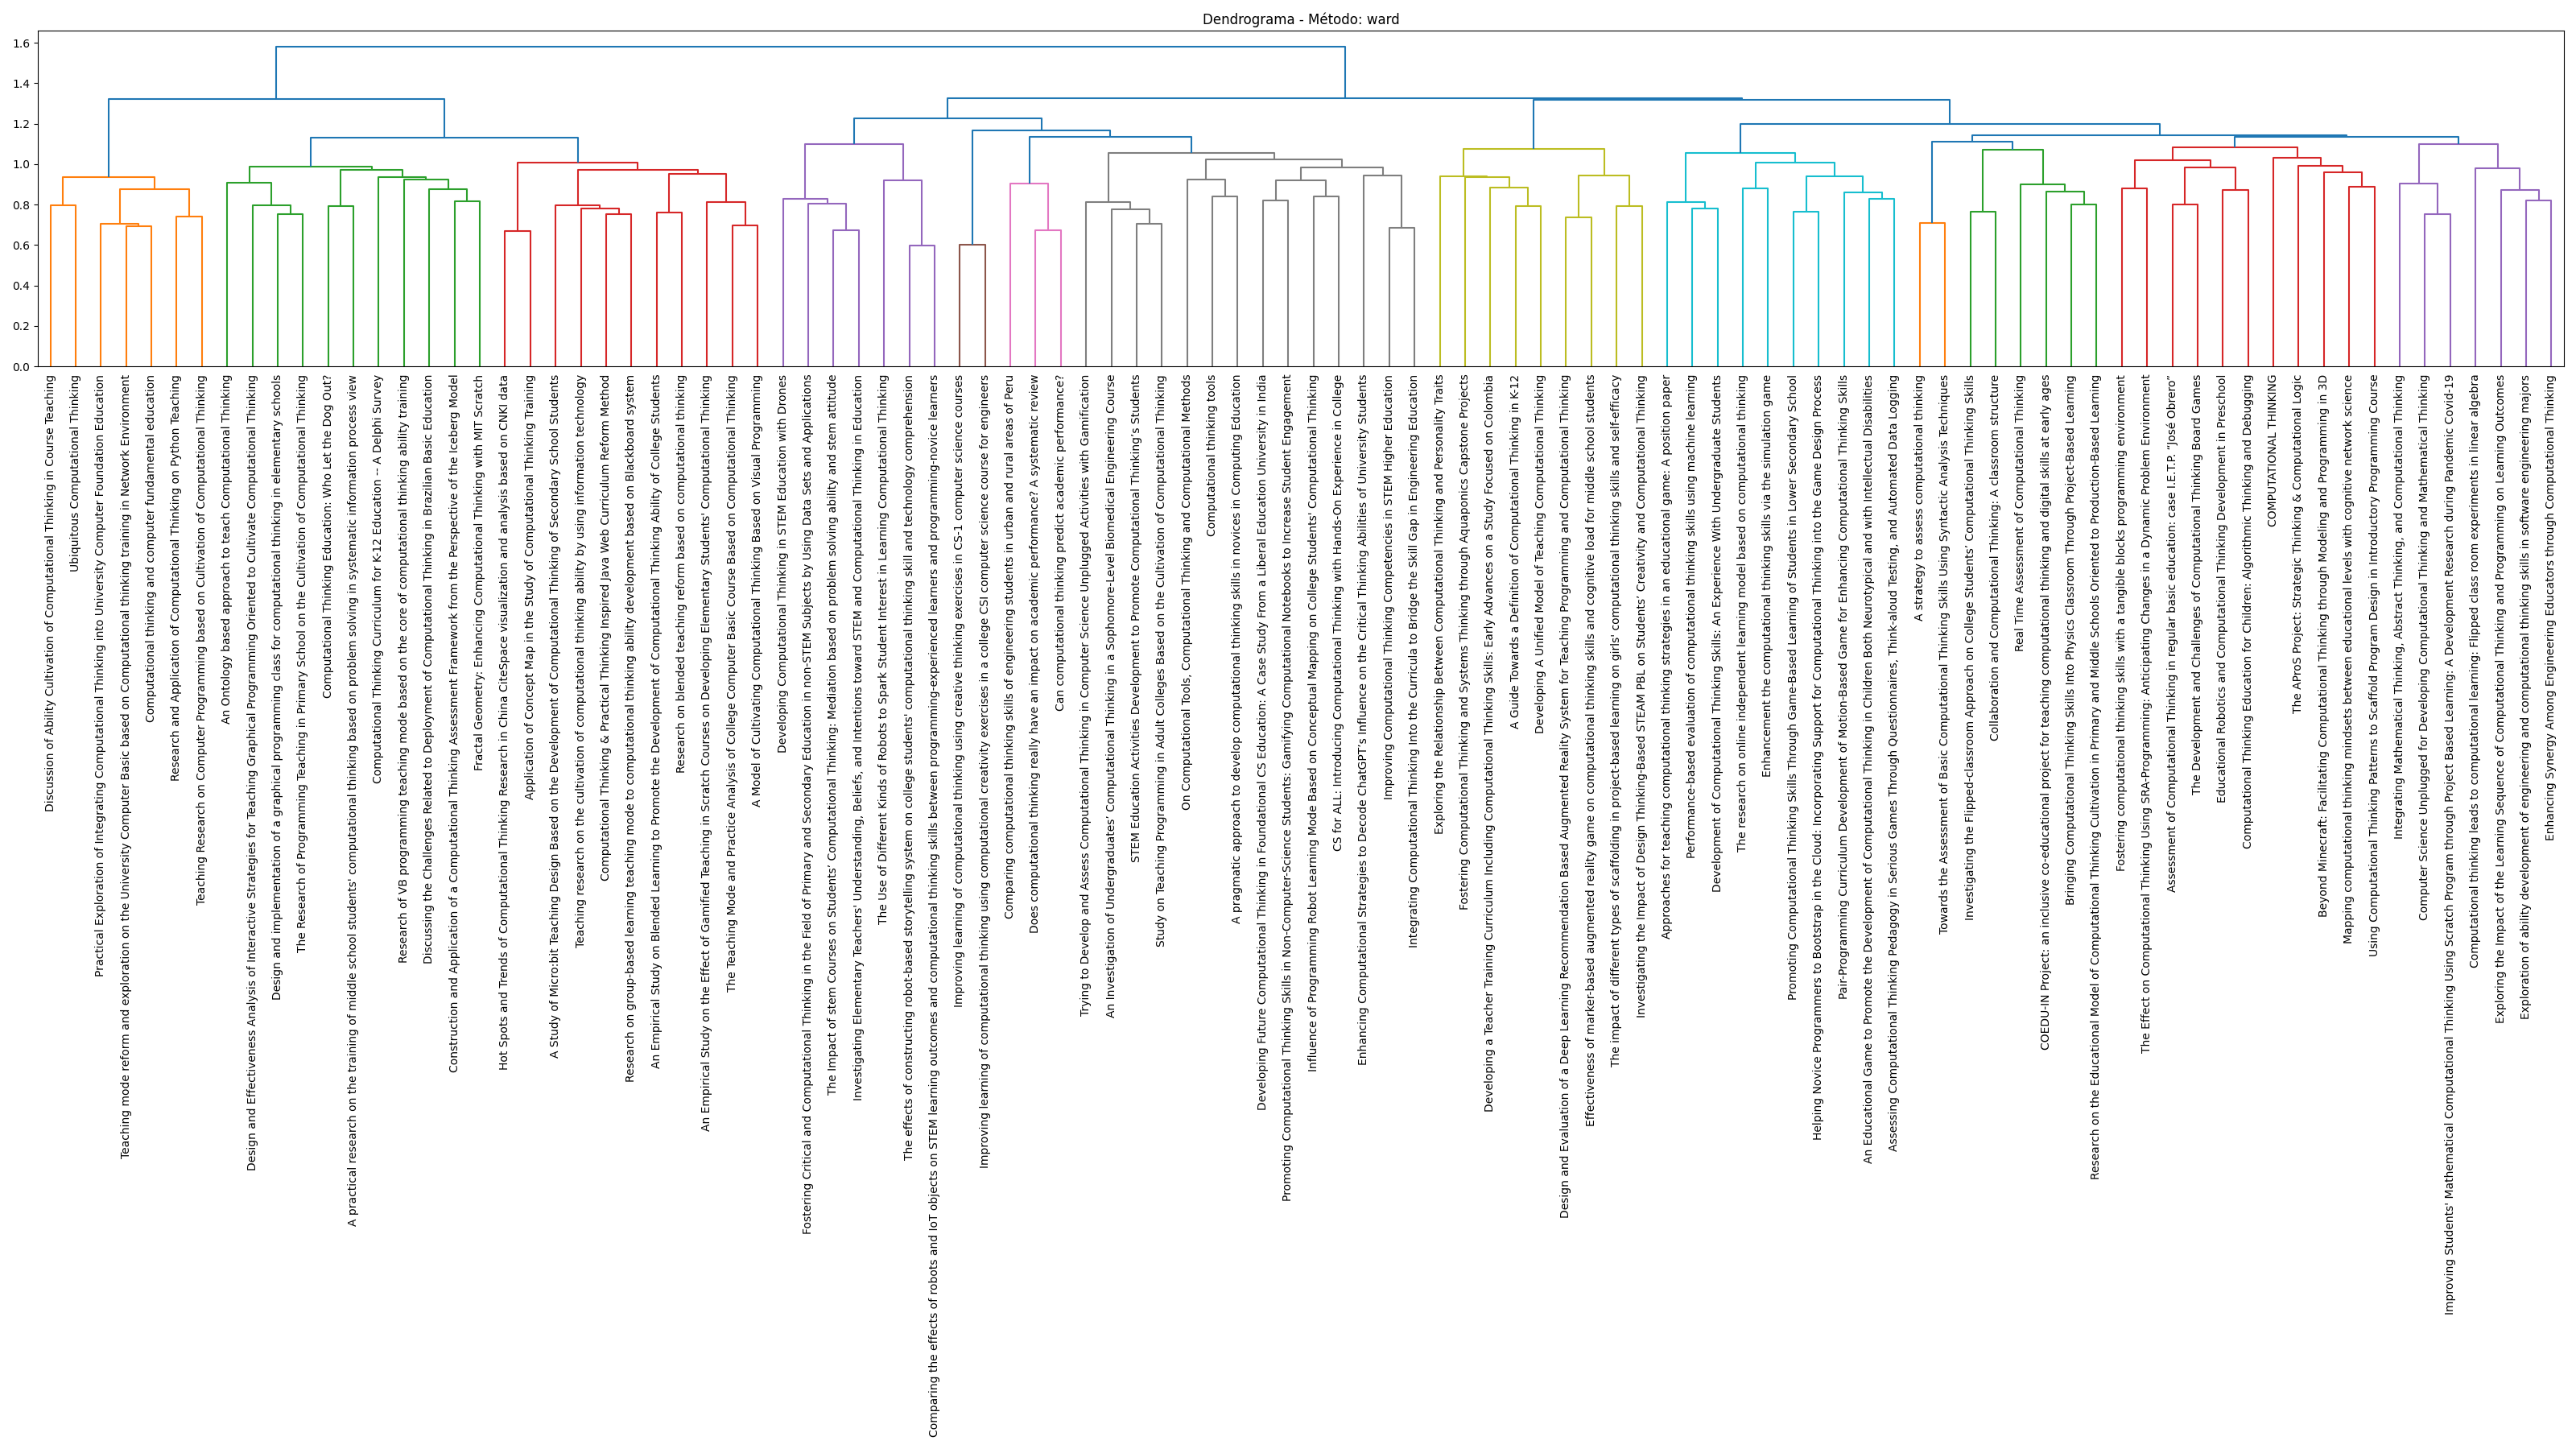 Dendrograma - Método: ward
1.6
1.4
1.2
1.0
0.8
0.6
0.4
0.2
0.0
Discussion of Ability Cultivation of Computational Thinking in Course Teaching
Ubiquitous Computational Thinking
Practical Exploration of Integrating Computational Thinking into University Computer Foundation Education
Teaching mode reform and exploration on the University Computer Basic based on Computational thinking training in Network Environment
Computational thinking and computer fundamental education
Research and Application of Computational Thinking on Python Teaching
Teaching Research on Computer Programming based on Cultivation of Computational Thinking
An Ontology based approach to teach Computational Thinking
Design and Effectiveness Analysis of Interactive Strategies for Teaching Graphical Programming Oriented to Cultivate Computational Thinking
Design and implementation of a graphical programming class for computational thinking in elementary schools
The Research of Programming Teaching in Primary School on the Cultivation of Computational Thinking
Computational Thinking Education: Who Let the Dog Out?
A practical research on the training of middle school students' computational thinking based on problem solving in systematic information process view
Computational Thinking Curriculum for K-12 Education -- A Delphi Survey
Research of VB programming teaching mode based on the core of computational thinking ability training
Discussing the Challenges Related to Deployment of Computational Thinking in Brazilian Basic Education
Construction and Application of a Computational Thinking Assessment Framework from the Perspective of the Iceberg Model
Fractal Geometry: Enhancing Computational Thinking with MIT Scratch
Hot Spots and Trends of Computational Thinking Research in China CiteSpace visualization and analysis based on CNKI data
Application of Concept Map in the Study of Computational Thinking Training
A Study of Micro:bit Teaching Design Based on the Development of Computational Thinking of Secondary School Students
Teaching research on the cultivation of computational thinking ability by using information technology
Computational Thinking & Practical Thinking Inspired Java Web Curriculum Reform Method
Research on group-based learning teaching mode to computational thinking ability development based on Blackboard system
An Empirical Study on Blended Learning to Promote the Development of Computational Thinking Ability of College Students
Research on blended teaching reform based on computational thinking
An Empirical Study on the Effect of Gamified Teaching in Scratch Courses on Developing Elementary Students' Computational Thinking
The Teaching Mode and Practice Analysis of College Computer Basic Course Based on Computational Thinking
A Model of Cultivating Computational Thinking Based on Visual Programming
Developing Computational Thinking in STEM Education with Drones
Fostering Critical and Computational Thinking in the Field of Primary and Secondary Education in non-STEM Subjects by Using Data Sets and Applications
The Impact of stem Courses on Students' Computational Thinking: Mediation based on problem solving ability and stem attitude
Investigating Elementary Teachers' Understanding, Beliefs, and Intentions toward STEM and Computational Thinking in Education
The Use of Different Kinds of Robots to Spark Student Interest in Learning Computational Thinking
The effects of constructing robot-based storytelling system on college students' computational thinking skill and technology comprehension
Comparing the effects of robots and IoT objects on STEM learning outcomes and computational thinking skills between programming-experienced learners and programming-novice learners
Improving learning of computational thinking using creative thinking exercises in CS-1 computer science courses
Improving learning of computational thinking using computational creativity exercises in a college CSI computer science course for engineers
Comparing computational thinking skills of engineering students in urban and rural areas of Peru
Does computational thinking really have an impact on academic performance? A systematic review
Can computational thinking predict academic performance?
Trying to Develop and Assess Computational Thinking in Computer Science Unplugged Activities with Gamification
An Investigation of Undergraduates' Computational Thinking in a Sophomore-Level Biomedical Engineering Course
STEM Education Activities Development to Promote Computational Thinking's Students
Study on Teaching Programming in Adult Colleges Based on the Cultivation of Computational Thinking
On Computational Tools, Computational Thinking and Computational Methods
Computational thinking tools
A pragmatic approach to develop computational thinking skills in novices in Computing Education
Developing Future Computational Thinking in Foundational CS Education: A Case Study From a Liberal Education University in India
Promoting Computational Thinking Skills in Non-Computer-Science Students: Gamifying Computational Notebooks to Increase Student Engagement
Influence of Programming Robot Learning Mode Based on Conceptual Mapping on College Students' Computational Thinking
CS for ALL: Introducing Computational Thinking with Hands-On Experience in College
Enhancing Computational Strategies to Decode ChatGPT's Influence on the Critical Thinking Abilities of University Students
Improving Computational Thinking Competencies in STEM Higher Education
Integrating Computational Thinking Into the Curricula to Bridge the Skill Gap in Engineering Education
Exploring the Relationship Between Computational Thinking and Personality Traits
Fostering Computational Thinking and Systems Thinking through Aquaponics Capstone Projects
Developing a Teacher Training Curriculum Including Computational Thinking Skills: Early Advances on a Study Focused on Colombia
A Guide Towards a Definition of Computational Thinking in K-12
Developing A Unified Model of Teaching Computational Thinking
Design and Evaluation of a Deep Learning Recommendation Based Augmented Reality System for Teaching Programming and Computational Thinking
Effectiveness of marker-based augmented reality game on computational thinking skills and cognitive load for middle school students
The impact of different types of scaffolding in project-based learning on girls' computational thinking skills and self-efficacy
Investigating the Impact of Design Thinking-Based STEAM PBL on Students' Creativity and Computational Thinking
Approaches for teaching computational thinking strategies in an educational game: A position paper
Performance-based evaluation of computational thinking skills using machine learning
Development of Computational Thinking Skills: An Experience With Undergraduate Students
The research on online independent learning model based on computational thinking
Enhancement the computational thinking skills via the simulation game
Promoting Computational Thinking Skills Through Game-Based Learning of Students in Lower Secondary School
Helping Novice Programmers to Bootstrap in the Cloud: Incorporating Support for Computational Thinking into the Game Design Process
Pair-Programming Curriculum Development of Motion-Based Game for Enhancing Computational Thinking Skills
An Educational Game to Promote the Development of Computational Thinking in Children Both Neurotypical and with Intellectual Disabilities
Assessing Computational Thinking Pedagogy in Serious Games Through Questionnaires, Think-aloud Testing, and Automated Data Logging
A strategy to assess computational thinking
Towards the Assessment of Basic Computational Thinking Skills Using Syntactic Analysis Techniques
Investigating the Flipped-classroom Approach on College Students' Computational Thinking Skills
Collaboration and Computational Thinking: A classroom structure
Real Time Assessment of Computational Thinking
COEDU-IN Project: an inclusive co-educational project for teaching computational thinking and digital skills at early ages
Bringing Computational Thinking Skills Into Physics Classroom Through Project-Based Learning
Research on the Educational Model of Computational Thinking Cultivation in Primary and Middle Schools Oriented to Production-Based Learning
Fostering computational thinking skills with a tangible blocks programming environment
The Effect on Computational Thinking Using SRA-Programming: Anticipating Changes in a Dynamic Problem Environment
Assessment of Computational Thinking in regular basic education: case I.E.T.P. “José Obrero”
The Development and Challenges of Computational Thinking Board Games
Educational Robotics and Computational Thinking Development in Preschool
Computational Thinking Education for Children: Algorithmic Thinking and Debugging
COMPUTATIONAL THINKING
The AProS Project: Strategic Thinking & Computational Logic
Beyond Minecraft: Facilitating Computational Thinking through Modeling and Programming in 3D
Mapping computational thinking mindsets between educational levels with cognitive network science
Using Computational Thinking Patterns to Scaffold Program Design in Introductory Programming Course
Integrating Mathematical Thinking, Abstract Thinking, and Computational Thinking
Computer Science Unplugged for Developing Computational Thinking and Mathematical Thinking
Improving Students' Mathematical Computational Thinking Using Scratch Program through Project Based Learning: A Development Research during Pandemic Covid-19
Computational thinking leads to computational learning: Flipped class room experiments in linear algebra
Exploring the Impact of the Learning Sequence of Computational Thinking and Programming on Learning Outcomes
Exploration of ability development of engineering and computational thinking skills in software engineering majors
Enhancing Synergy Among Engineering Educators through Computational Thinking